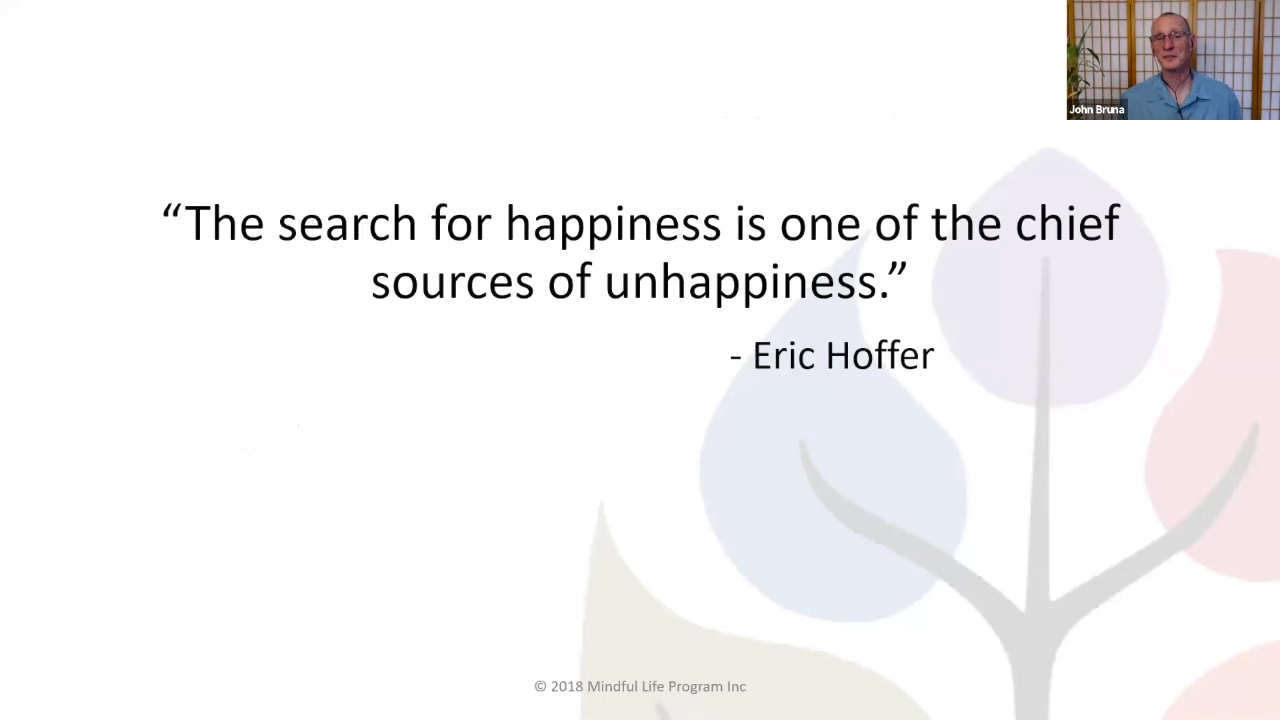 John Bruna
“The search for happiness is one of the chief
sources of unhappiness.”
- Eric Hoffer
© 2018 Mindful Life Program Inc